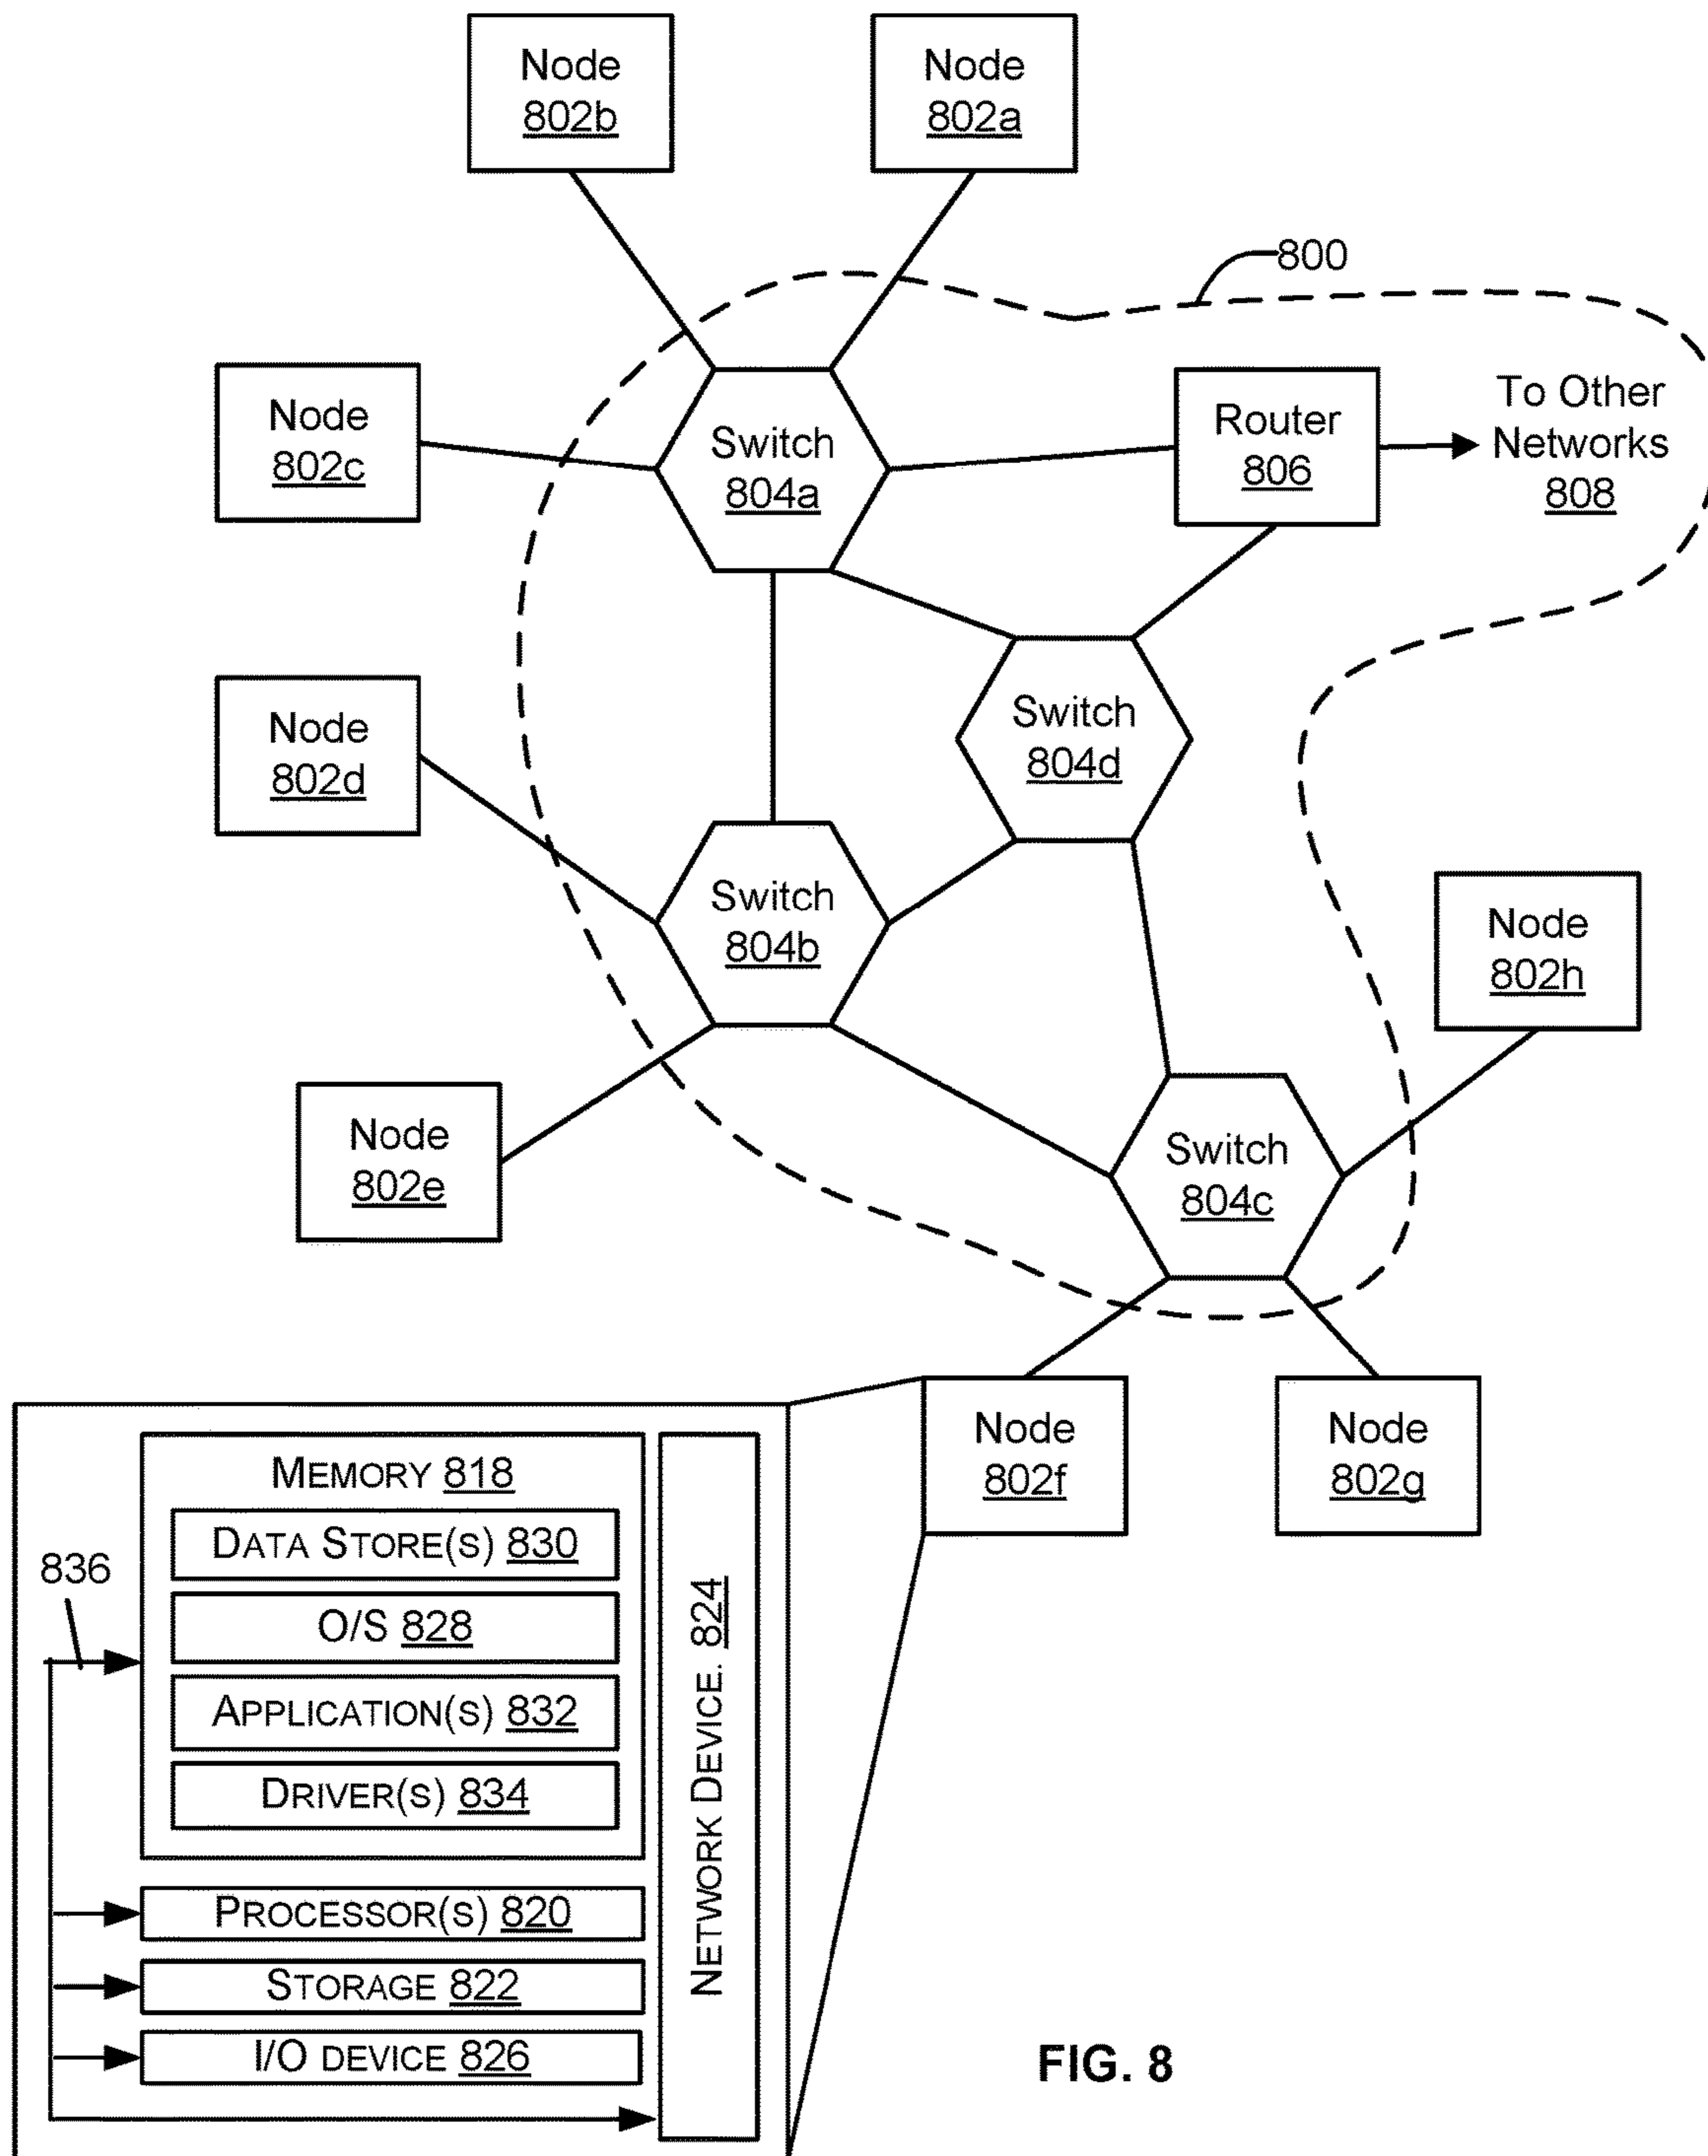 Node
802b
Node
802a
800
Node
802c
Switch
804a
Router
806
To Other
Networks
808
Node
802d
Switch
804d
Switch
804b
Node
802h
Node
802e
Switch
804c
Node
802f
Node
802g
MEMORY 818
DATA STORE(S) 830
836
O/S 828
APPLICATION(S) 832
DRIVER(S) 834
PROCESSOR(S) 820
STORAGE 822
I/O DEVICE 826
NETWORK DEVICE. 824
FIG. 8